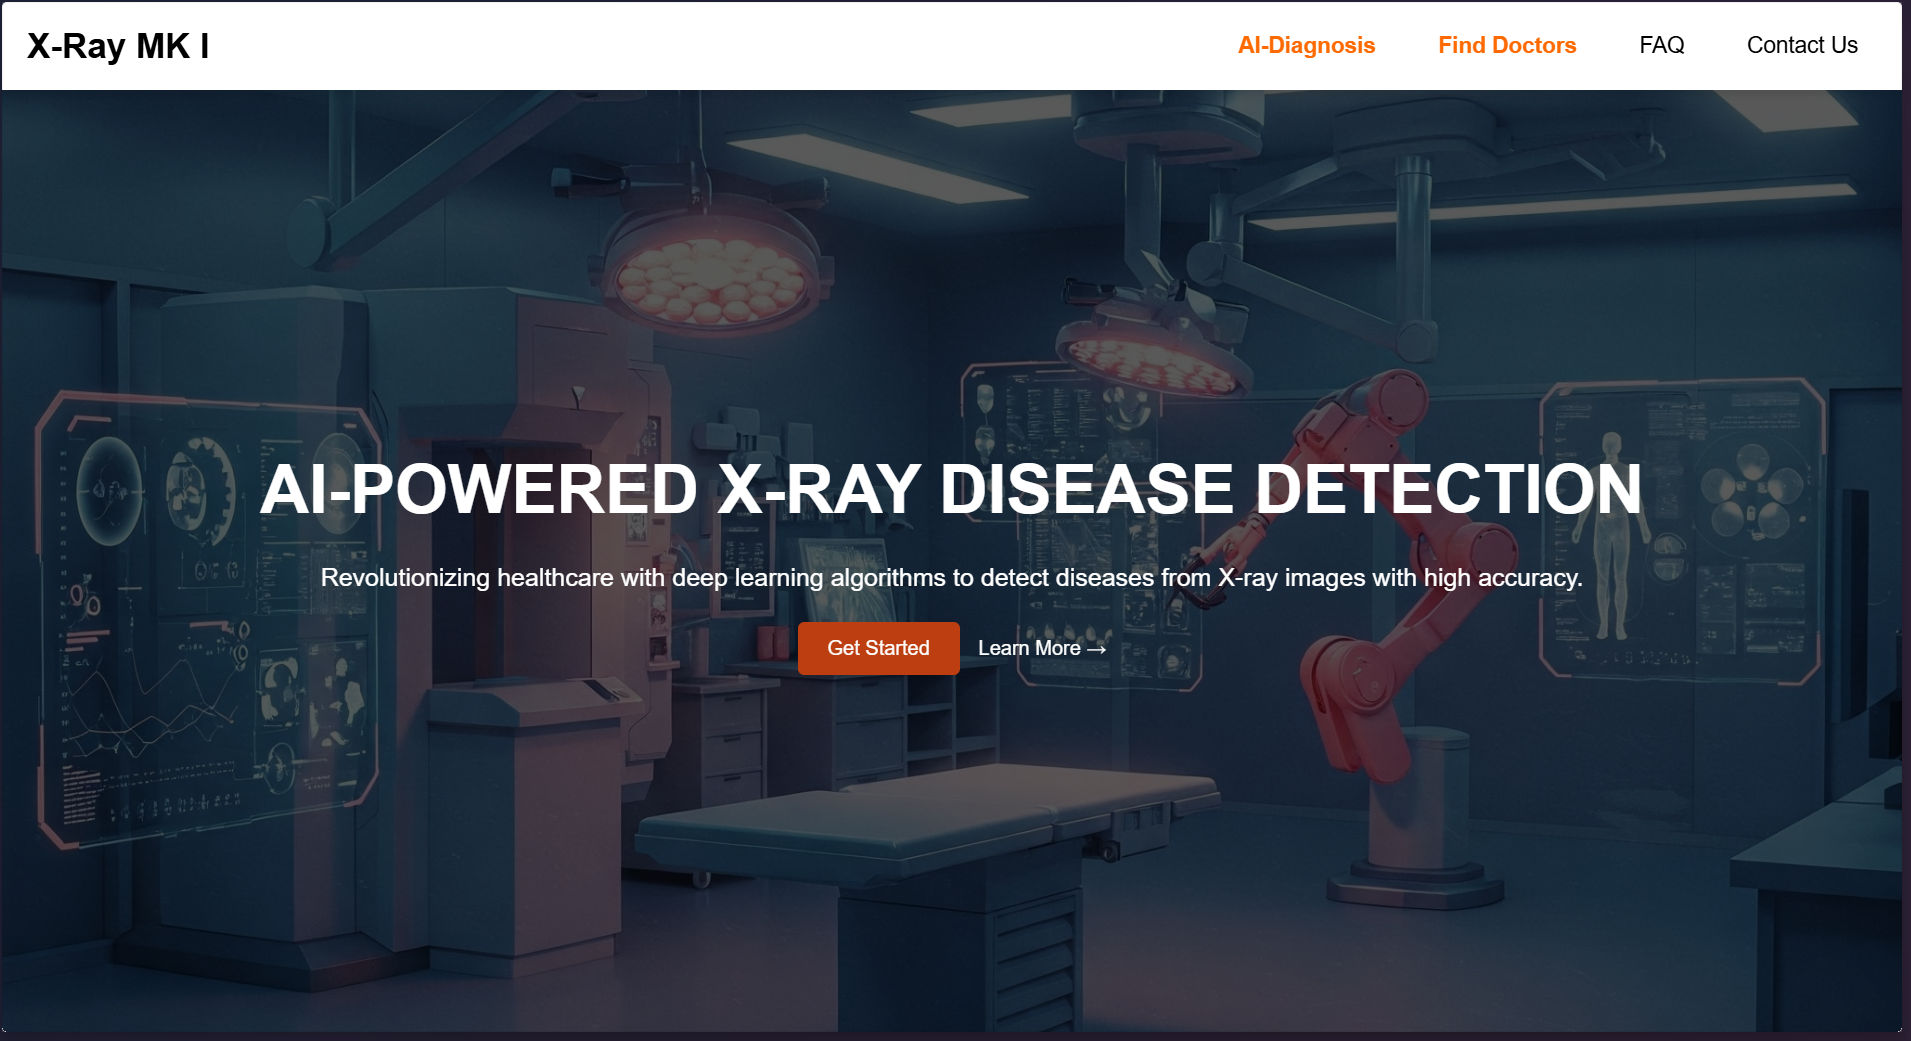 X-Ray MK I
AI-Diagnosis
Find Doctors
FAQ
Contact Us
AI-POWERED X-RAY DISEASE DETECTION
Revolutionizing healthcare with deep learning algorithms to detect diseases from X-ray images with high accuracy.
Get Started
Learn More →